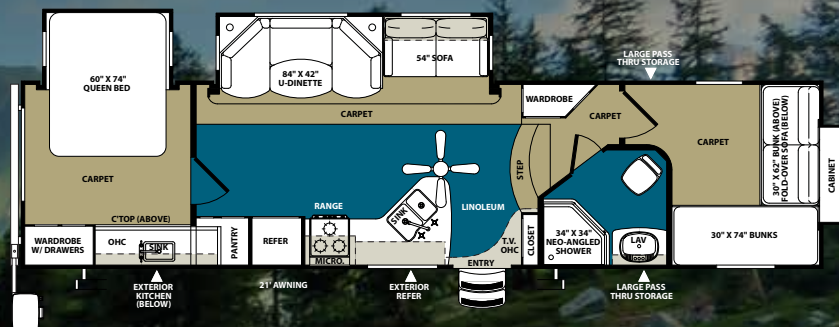 60" X 74"
QUEEN BED
84" X 42"
U-DINETTE
54" SOFA
LARGE PASS
THRU STORAGE
CARPET
WARDROBE
CARPET
CARPET
30" X 62" BUNK (ABOVE)
FOLD-OVER SOFA (BELOW)
CABINET
CARPET
STEP
RANGE
SINK
LINOLEUM
C'TOP (ABOVE)
WARDROBE
W/ DRAWERS
OHC
SINK
PANTRY
REFER
MICRO.
T.V.
OHC
CLOSET
34" X 34"
NEO-ANGLED
SHOWER
LAV
30" X 74" BUNKS
ENTRY
EXTERIOR
KITCHEN
(BELOW)
21' AWNING
EXTERIOR
REFER
LARGE PASS
THRU STORAGE